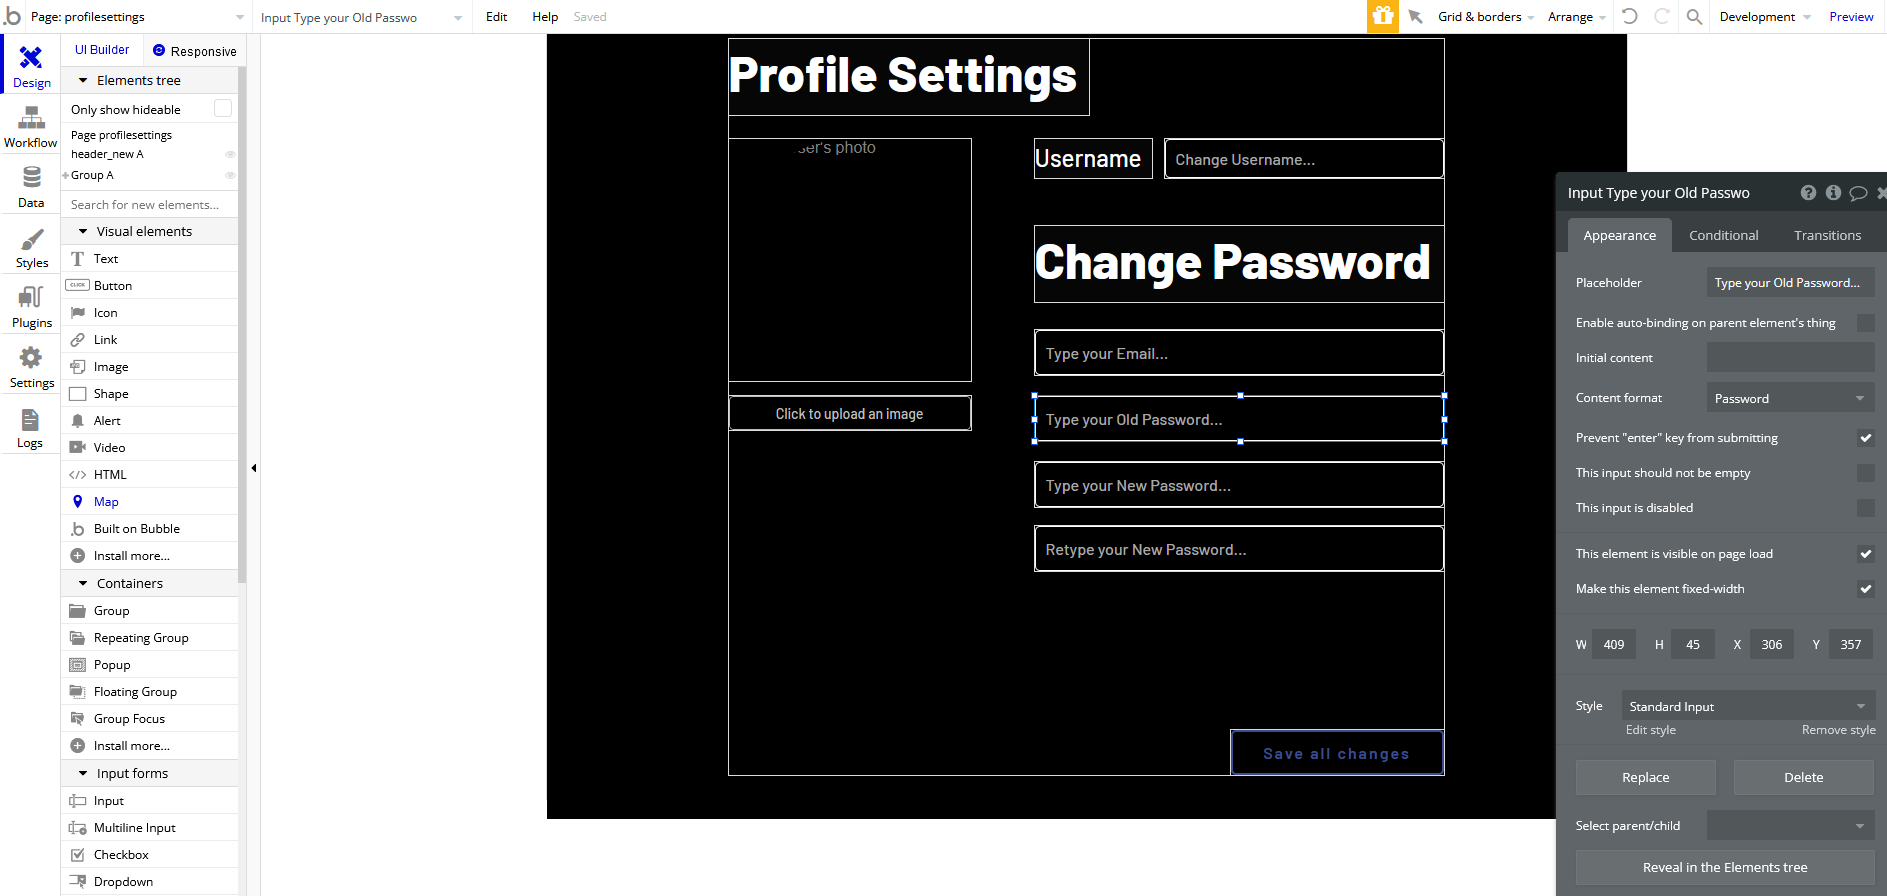 Page: profilesettings
Input Type your Old Passwo
Edit
Help
Saved
Grid & borders
Arrange
Development
Preview
Design
Workflow
Data
Styles
Plugins
Settings
Logs
UI Builder
Responsive
Elements tree
Only show hideable
Page profilesettings
header_new A
Group A
Search for new elements...
Visual elements
Text
CLICK
Button
Icon
Link
Image
Shape
Alert
Video
HTML
Map
Built on Bubble
Install more...
Containers
Group
Repeating Group
Popup
Floating Group
Group Focus
Install more...
Input forms
Input
Multiline Input
Checkbox
Dropdown
Profile Settings
ser's photo
Click to upload an image
Username
Change Username...
Change Password
Type your Email...
Type your Old Password...
Type your New Password...
Retype your New Password...
Save all changes
Input Type your Old Passwo
Appearance
Conditional
Transitions
Placeholder
Type your Old Password...
Enable auto-binding on parent element's thing
Initial content
Content format
Password
Prevent "enter" key from submitting
This input should not be empty
This input is disabled
This element is visible on page load
Make this element fixed-width
W 409 H 45 X 306 Y 357
Style
Standard Input
Edit style
Remove style
Replace
Delete
Select parent/child
Reveal in the Elements tree